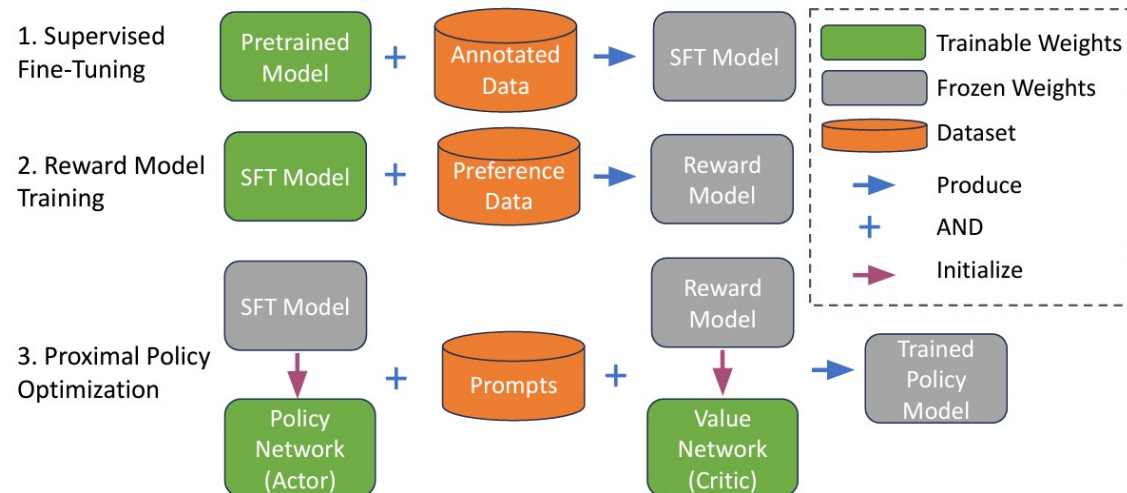 1. Supervised
Fine-Tuning
Pretrained
Model
+
Annotated
Data
SFT Model
2. Reward Model
Training
SFT Model
+
Preference
Data
Reward
Model
3. Proximal Policy
Optimization
SFT Model
Policy
Network
(Actor)
+
Prompts
+
Reward
Model
Value
Network
(Critic)
Trained
Policy
Model
Trainable Weights
Frozen Weights
Dataset
Produce
+ AND
Initialize